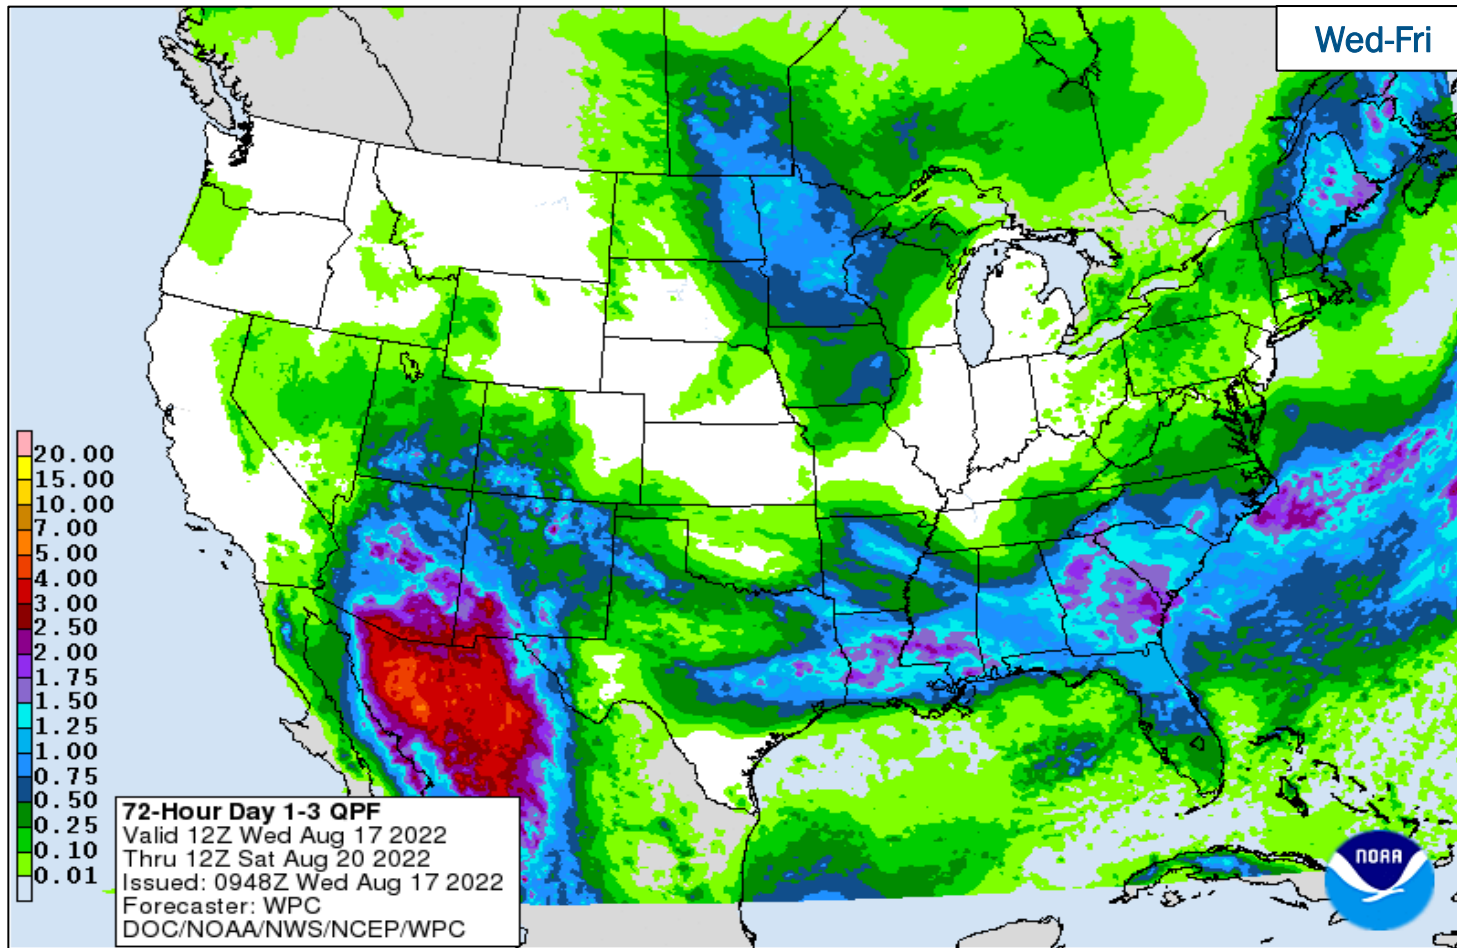 Wed-Fri
20.00
15.00
10.00
7.00
5.00
4.00
3.00
2.50
2.00
1.75
1.50
1.25
1.00
0.75
0.50
0.25
0.10
0.01
72-Hour Day 1-3 QPF
Valid 12Z Wed Aug 17 2022
Thru 12Z Sat Aug 20 2022
Issued: 0948Z Wed Aug 17 2022
Forecaster: WPC
DOC/NOAA/NWS/NCEP/WPC
NOAA